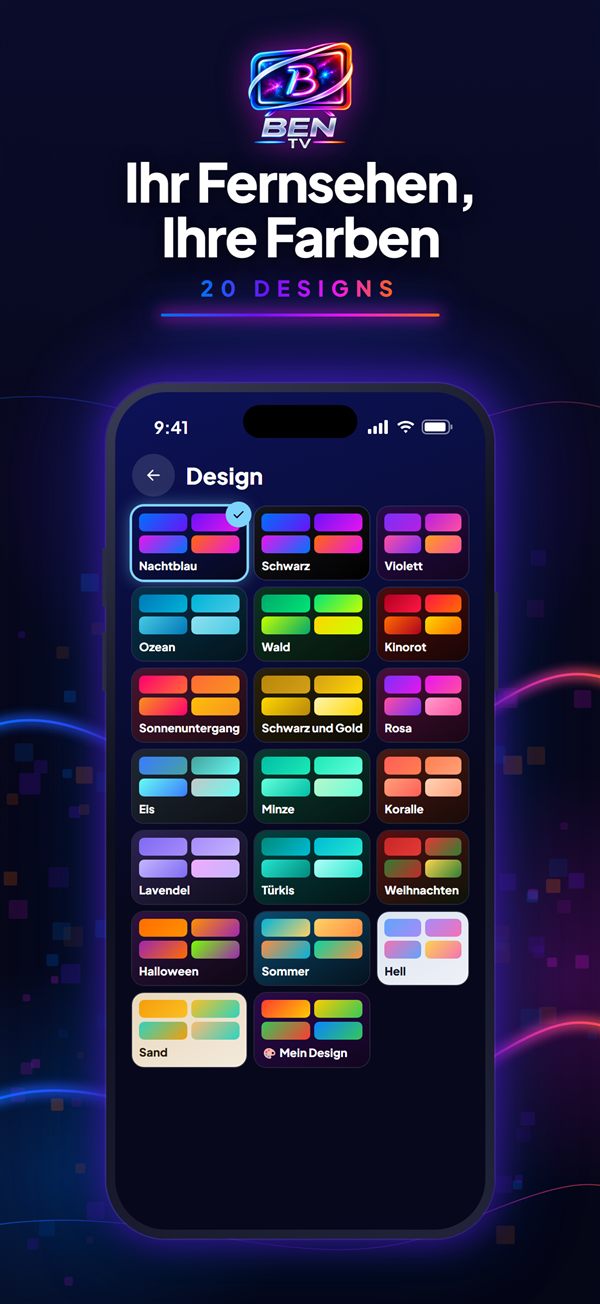 B
BEN
TV
Ihr Fernsehen,
Ihre Farben
20 DESIGNS
9:41
Design
Nachtblau
Schwarz
Violett
Ozean
Wald
Kinorot
Sonnenuntergang
Schwarz und Gold
Rosa
Eis
Minze
Koralle
Lavendel
Türkis
Weihnachten
Halloween
Sommer
Hell
Sand
🎨 Mein Design